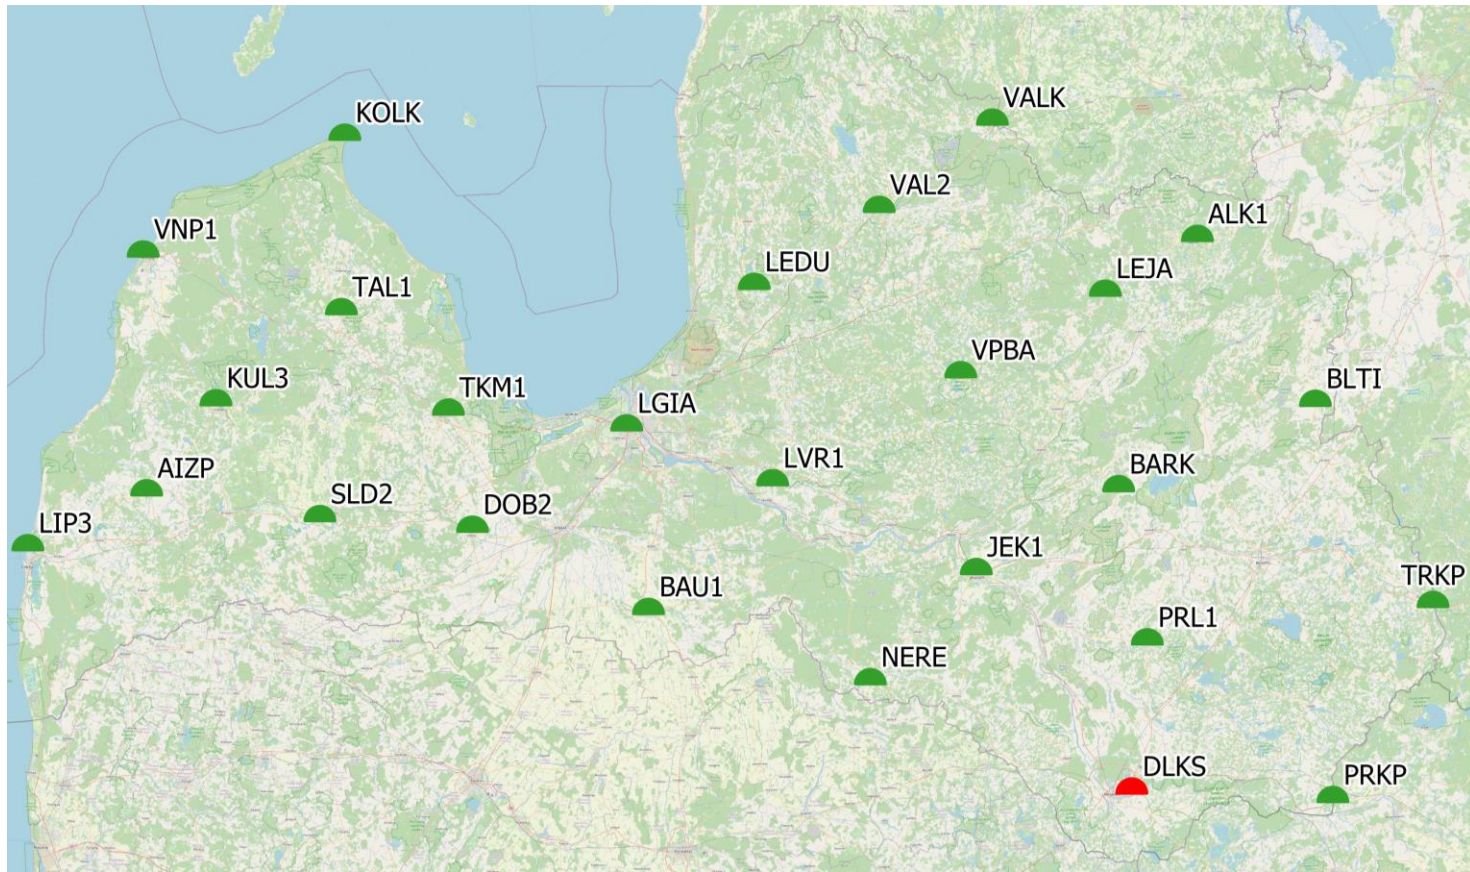 KOLK
VALK
VAL2
VNP1
ALK1
LEDU
LEJA
TAL1
VPBA
KUL3
TKM1
BLTI
LGIA
AIZP
LVR1
BARK
SLD2
DOB2
LIP3
JEK1
TRKP
BAU1
PRL1
NERE
DLKS
PRKP